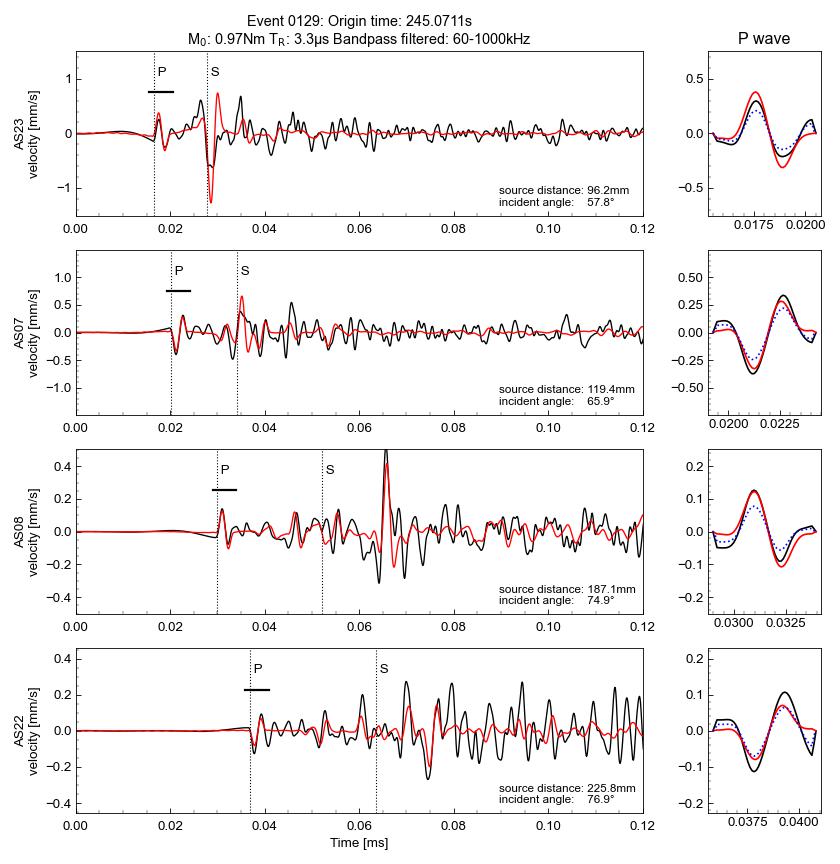 Event 0129: Origin time: 245.0711s
M0: 0.97Nm TR: 3.3μs Bandpass filtered: 60-1000kHz
P wave
AS23
velocity [mm/s]
1
0
−1
P
S
source distance: 96.2mm
incident angle: 57.8°
0.00 0.02 0.04 0.06 0.08 0.10 0.12
0.5
0.0
−0.5
0.0175 0.0200
AS07
velocity [mm/s]
1.0
0.5
0.0
−0.5
−1.0
P
S
source distance: 119.4mm
incident angle: 65.9°
0.00 0.02 0.04 0.06 0.08 0.10 0.12
0.50
0.25
0.00
−0.25
−0.50
0.0200 0.0225
AS08
velocity [mm/s]
0.4
0.2
0.0
−0.2
−0.4
P
S
source distance: 187.1mm
incident angle: 74.9°
0.00 0.02 0.04 0.06 0.08 0.10 0.12
0.2
0.1
0.0
−0.1
−0.2
0.0300 0.0325
AS22
velocity [mm/s]
0.4
0.2
0.0
−0.2
−0.4
P
S
source distance: 225.8mm
incident angle: 76.9°
0.00 0.02 0.04 0.06 0.08 0.10 0.12
Time [ms]
0.2
0.1
0.0
−0.1
−0.2
0.0375 0.0400